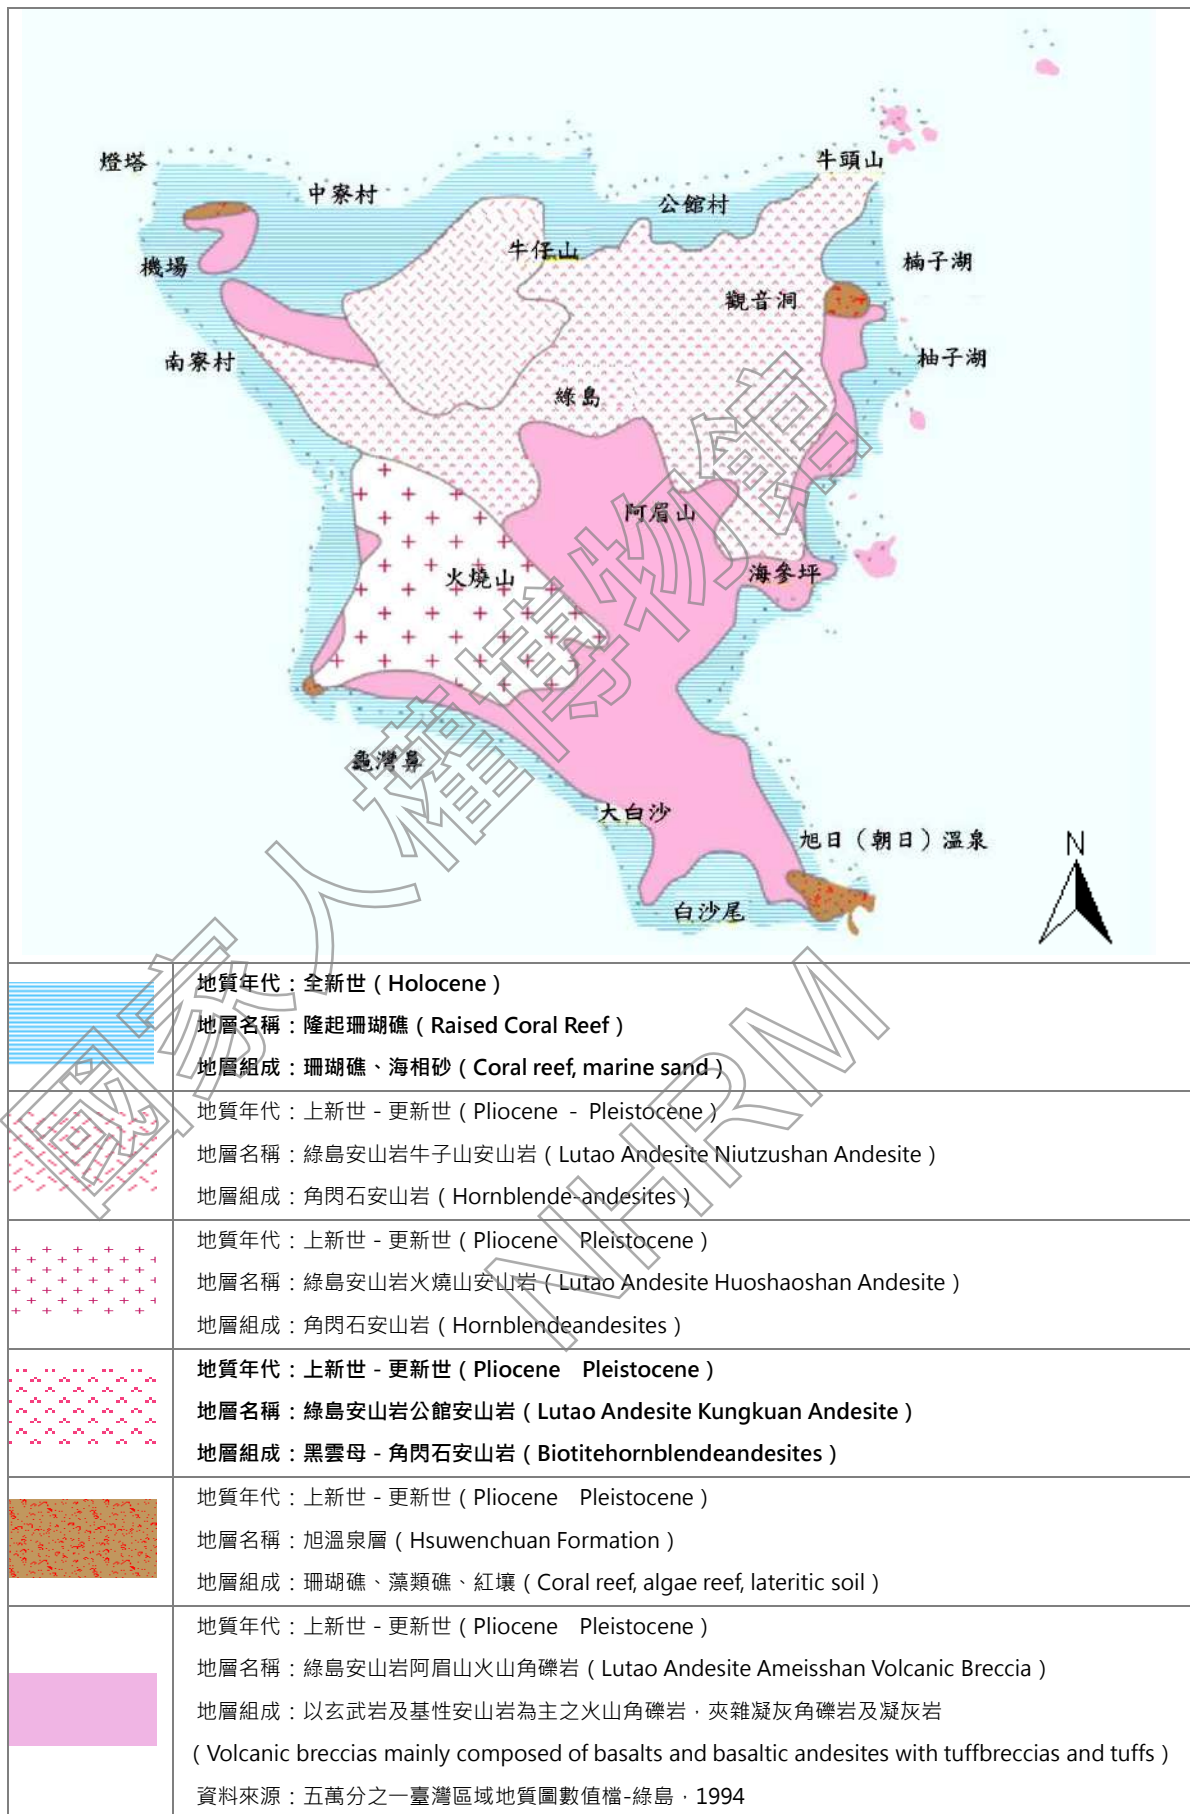 燈塔
中寮村
牛頭山
公館村
牛仔山
機場
楠子湖
觀音洞
南寮村
柚子湖
綠島
阿眉山
火燒山
海參坪
龜灣鼻
大白沙
旭日（朝日）溫泉
N
白沙尾
地質年代：全新世（Holocene）
地層名稱：隆起珊瑚礁（Raised Coral Reef）
地層組成：珊瑚礁、海相砂（Coral reef, marine sand）
地質年代：上新世－更新世（Pliocene － Pleistocene）
地層名稱：綠島安山岩牛子山安山岩（Lutao Andesite Niutzushan Andesite）
地層組成：角閃石安山岩（Hornblende-andesites）
地質年代：上新世－更新世（Pliocene　Pleistocene）
地層名稱：綠島安山岩火燒山安山岩（Lutao Andesite Huoshaoshan Andesite）
地層組成：角閃石安山岩（Hornblendeandesites）
地質年代：上新世－更新世（Pliocene　Pleistocene）
地層名稱：綠島安山岩公館安山岩（Lutao Andesite Kungkuan Andesite）
地層組成：黑雲母－角閃石安山岩（Biotitehornblendeandesites）
地質年代：上新世－更新世（Pliocene　Pleistocene）
地層名稱：旭溫泉層（Hsuwenchuan Formation）
地層組成：珊瑚礁、藻類礁、紅壤（Coral reef, algae reef, lateritic soil）
地質年代：上新世－更新世（Pliocene　Pleistocene）
地層名稱：綠島安山岩阿眉山火山角礫岩（Lutao Andesite Ameisshan Volcanic Breccia）
地層組成：以玄武岩及基性安山岩為主之火山角礫岩，夾雜凝灰角礫岩及凝灰岩
（Volcanic breccias mainly composed of basalts and basaltic andesites with tuffbreccias and tuffs）
資料來源：五萬分之一臺灣區域地質圖數值檔-綠島，1994
國家人權博物館
NHRM